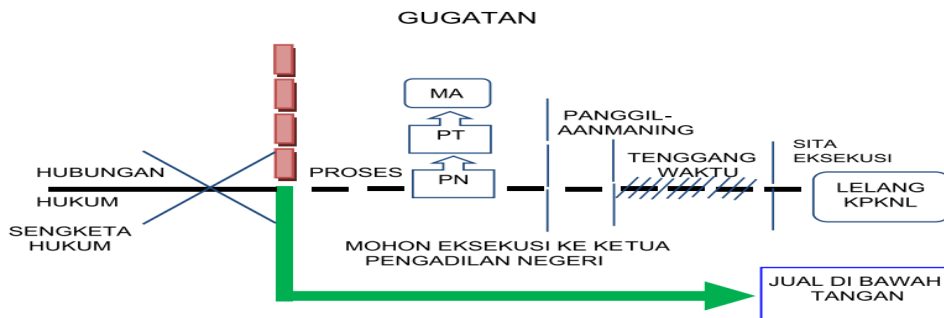 GUGATAN
MA
PT
PN
PANGGIL-
AANMANING
TENGGANG
WAKTU
SITA
EKSEKUSI
HUBUNGAN
HUKUM
SENGKETA
HUKUM
PROSES
LELANG
KPKNL
MOHON EKSEKUSI KE KETUA
PENGADILAN NEGERI
JUAL DI BAWAH
TANGAN